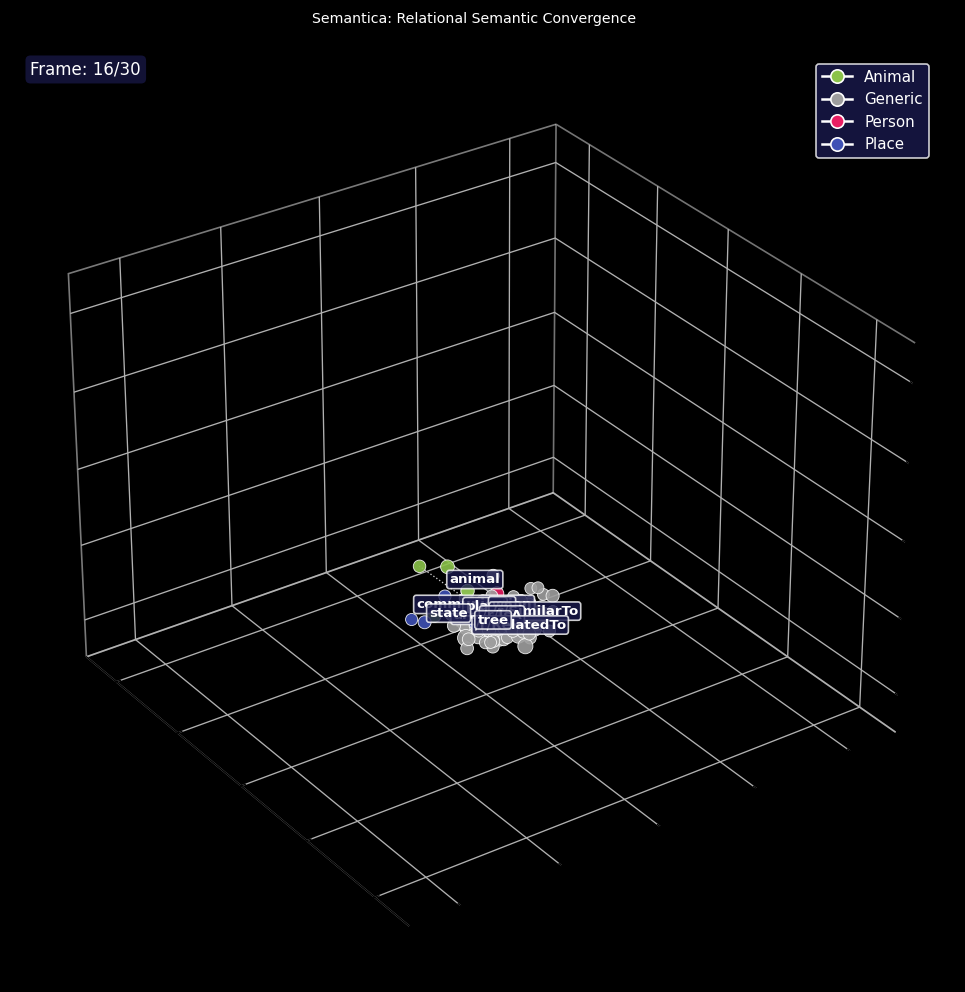 Semantica: Relational Semantic Convergence
Frame: 16/30
Animal
Generic
Person
Place
animal
state
tree